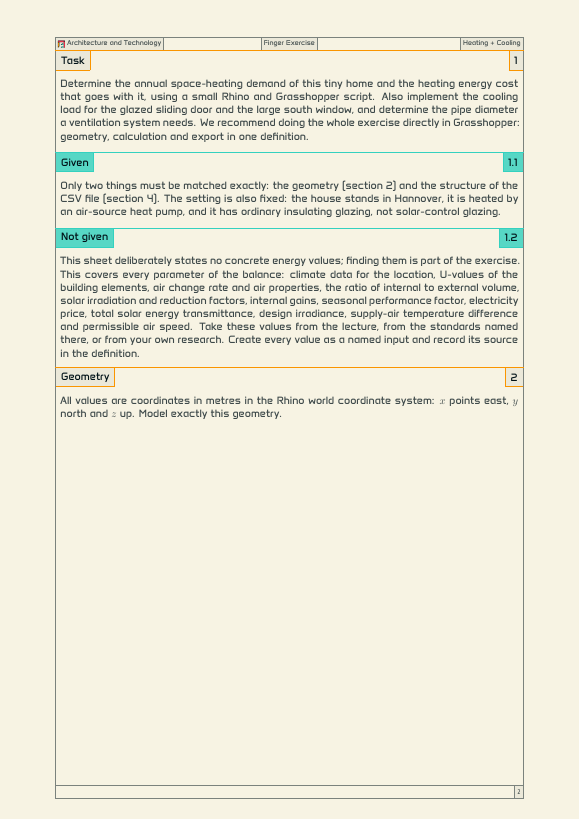 Architecture and Technology Finger Exercise Heating + Cooling
Task 1
Determine the annual space-heating demand of this tiny home and the heating energy cost
that goes with it, using a small Rhino and Grasshopper script. Also implement the cooling
load for the glazed sliding door and the large south window, and determine the pipe diameter
a ventilation system needs. We recommend doing the whole exercise directly in Grasshopper:
geometry, calculation and export in one definition.
Given 1.1
Only two things must be matched exactly: the geometry (section 2) and the structure of the
CSV file (section 4). The setting is also fixed: the house stands in Hannover, it is heated by
an air-source heat pump, and it has ordinary insulating glazing, not solar-control glazing.
Not given 1.2
This sheet deliberately states no concrete energy values; finding them is part of the exercise.
This covers every parameter of the balance: climate data for the location, U-values of the
building elements, air change rate and air properties, the ratio of internal to external volume,
solar irradiation and reduction factors, internal gains, seasonal performance factor, electricity
price, total solar energy transmittance, design irradiance, supply-air temperature difference
and permissible air speed. Take these values from the lecture, from the standards named
there, or from your own research. Create every value as a named input and record its source
in the definition.
Geometry 2
All values are coordinates in metres in the Rhino world coordinate system: x points east, y
north and z up. Model exactly this geometry.
2